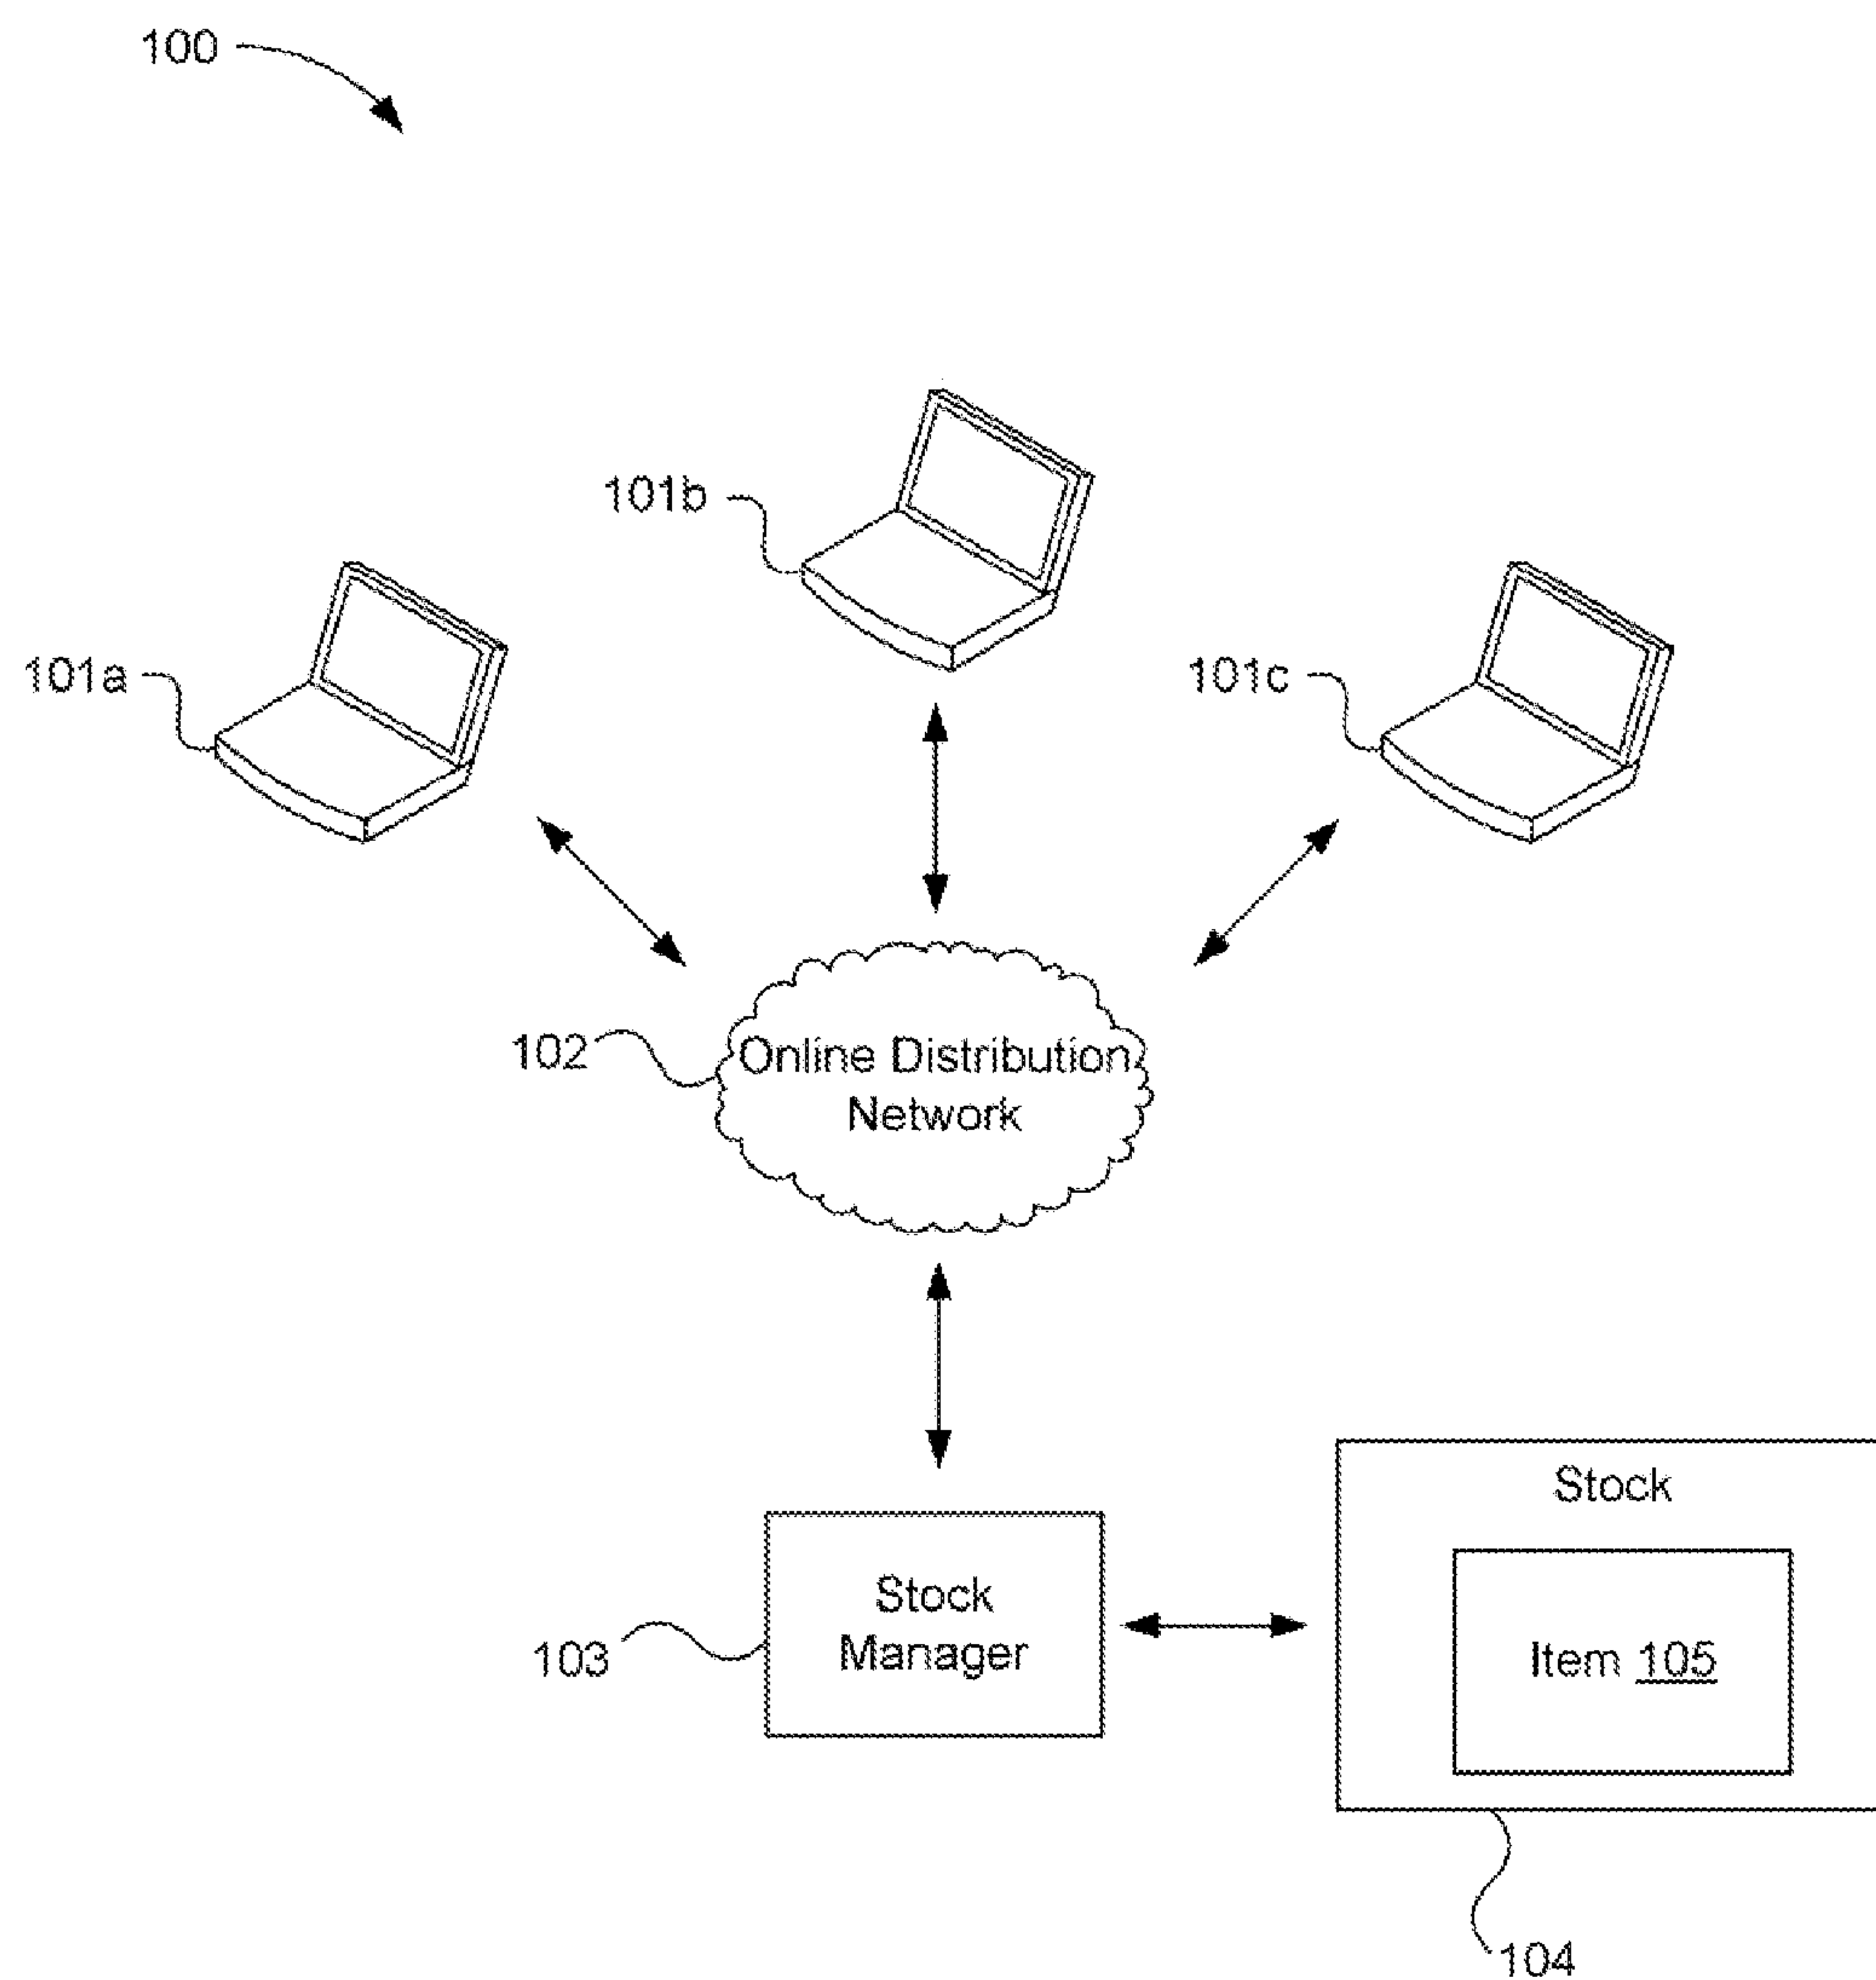 100
101b
101a
101c
102
Online Distribution
Network
Stock
Stock
Manager
Item 105
103
104